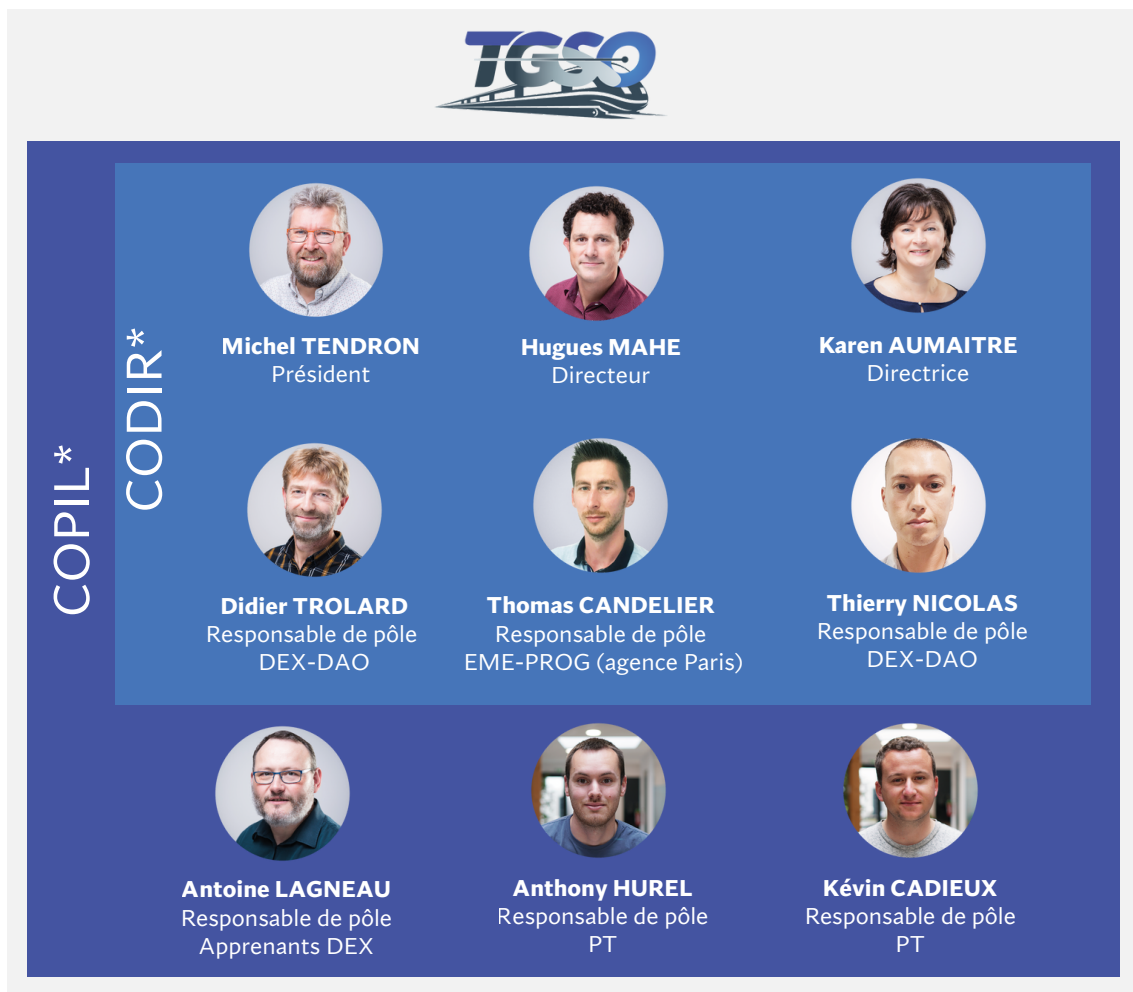 TGSO
COPIL*
CODIR*
Michel TENDRON
Président
Hugues MAHE
Directeur
Karen AUMAITRE
Directrice
Didier TROLARD
Responsable de pôle
DEX-DAO
Thomas CANDELIER
Responsable de pôle
EME-PROG (agence Paris)
Thierry NICOLAS
Responsable de pôle
DEX-DAO
Antoine LAGNEAU
Responsable de pôle
Apprenants DEX
Anthony HUREL
Responsable de pôle
PT
Kévin CADIEUX
Responsable de pôle
PT